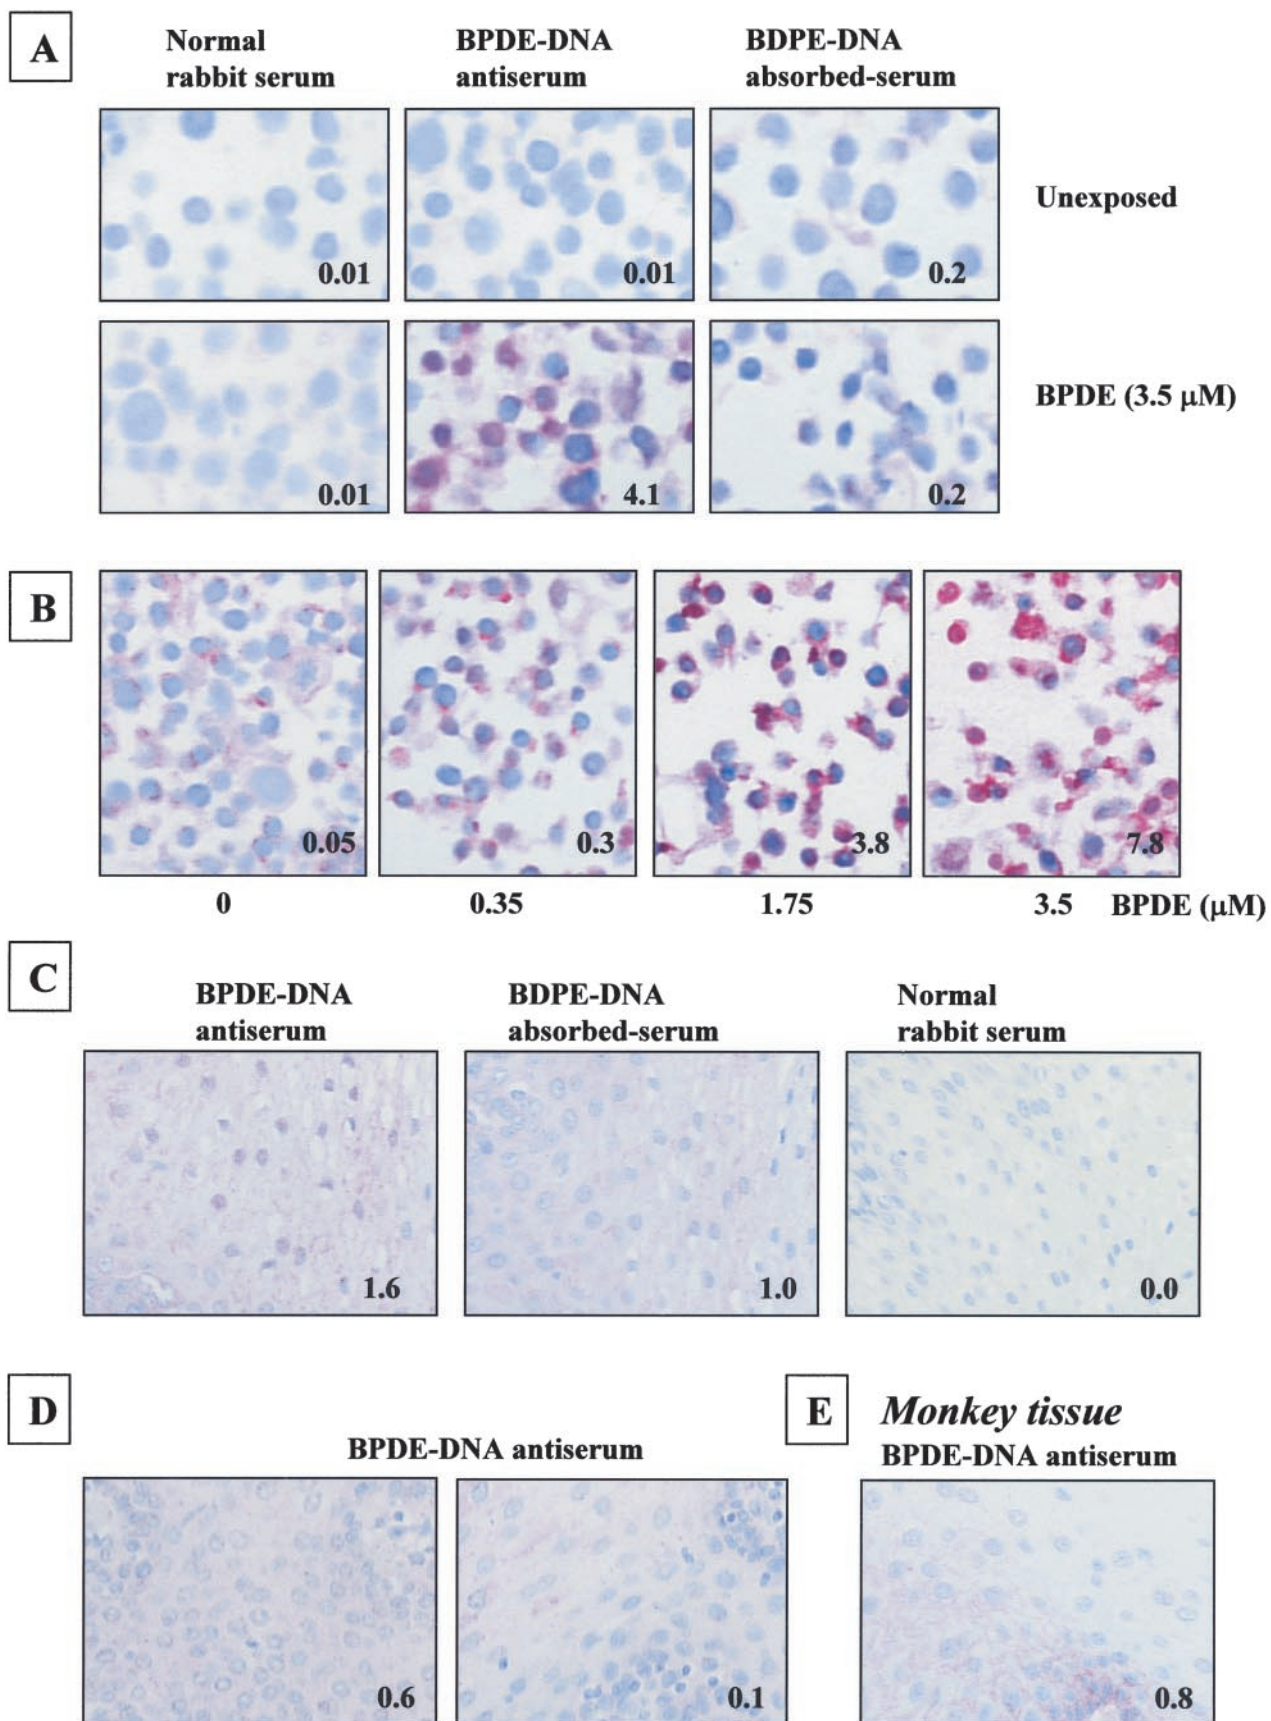 A
Normal
rabbit serum
BPDE-DNA
antiserum
BDPE-DNA
absorbed-serum
0.01
0.01
0.2
Unexposed
0.01
4.1
0.2
BPDE (3.5 μM)
B
0.05
0.3
3.8
7.8
0
0.35
1.75
3.5
BPDE (μM)
C
BPDE-DNA
antiserum
BDPE-DNA
absorbed-serum
Normal
rabbit serum
1.6
1.0
0.0
D
BPDE-DNA antiserum
0.6
0.1
E
Monkey tissue
BPDE-DNA antiserum
0.8